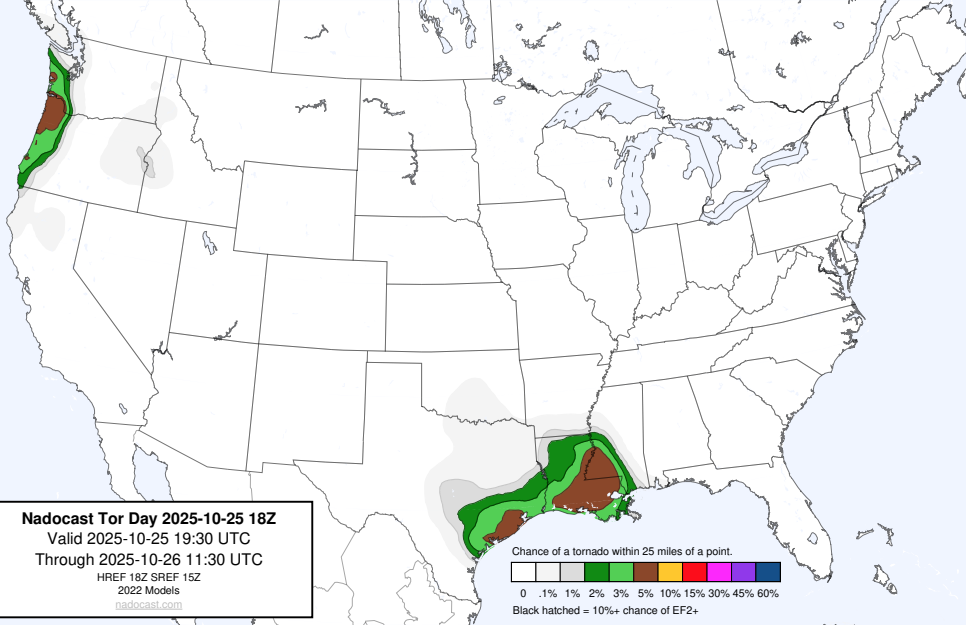 Nadocast Tor Day 2025-10-25 18Z
Valid 2025-10-25 19:30 UTC
Through 2025-10-26 11:30 UTC
HREF 18Z SREF 15Z
2022 Models
nadocast.com
Chance of a tornado within 25 miles of a point.
0 .1% 1% 2% 3% 5% 10% 15% 30% 45% 60%
Black hatched = 10%+ chance of EF2+